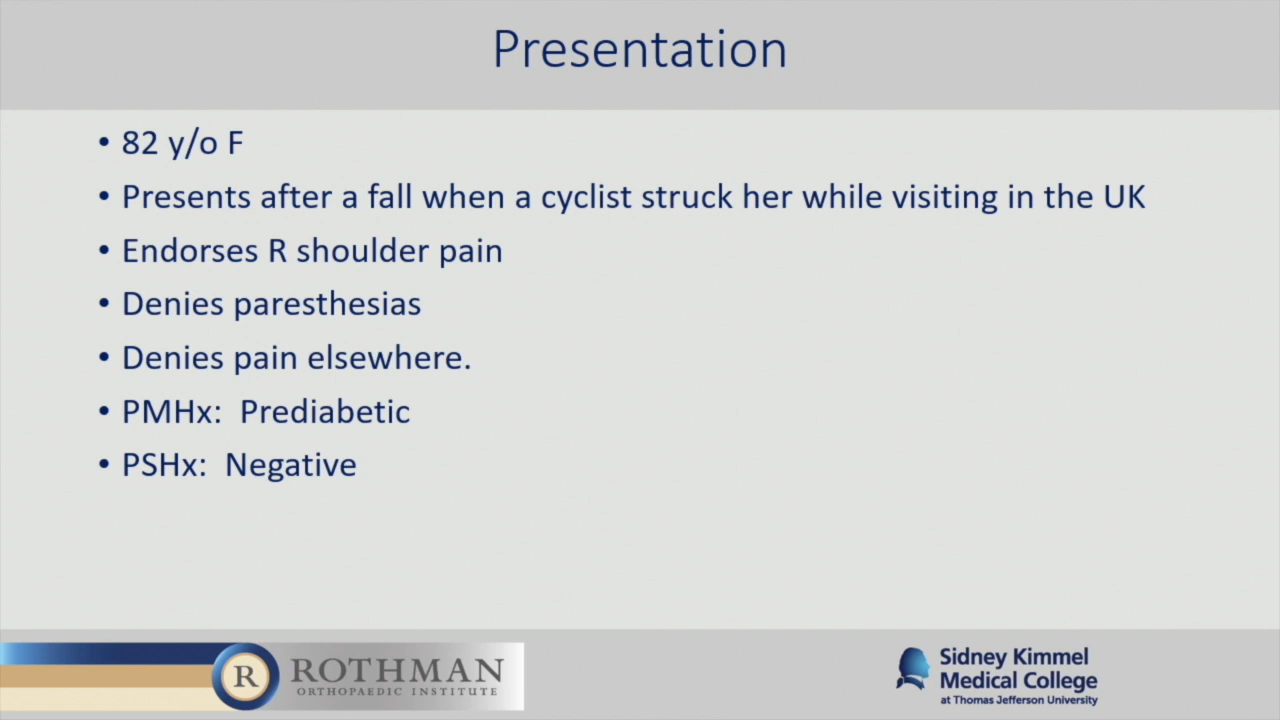 Presentation
• 82 y/o F
• Presents after a fall when a cyclist struck her while visiting in the UK
• Endorses R shoulder pain
• Denies paresthesias
• Denies pain elsewhere.
• PMHx: Prediabetic
• PSHx: Negative
R
ROTHMAN
ORTHOPAEDIC INSTITUTE
Sidney Kimmel
Medical College
at Thomas Jefferson University